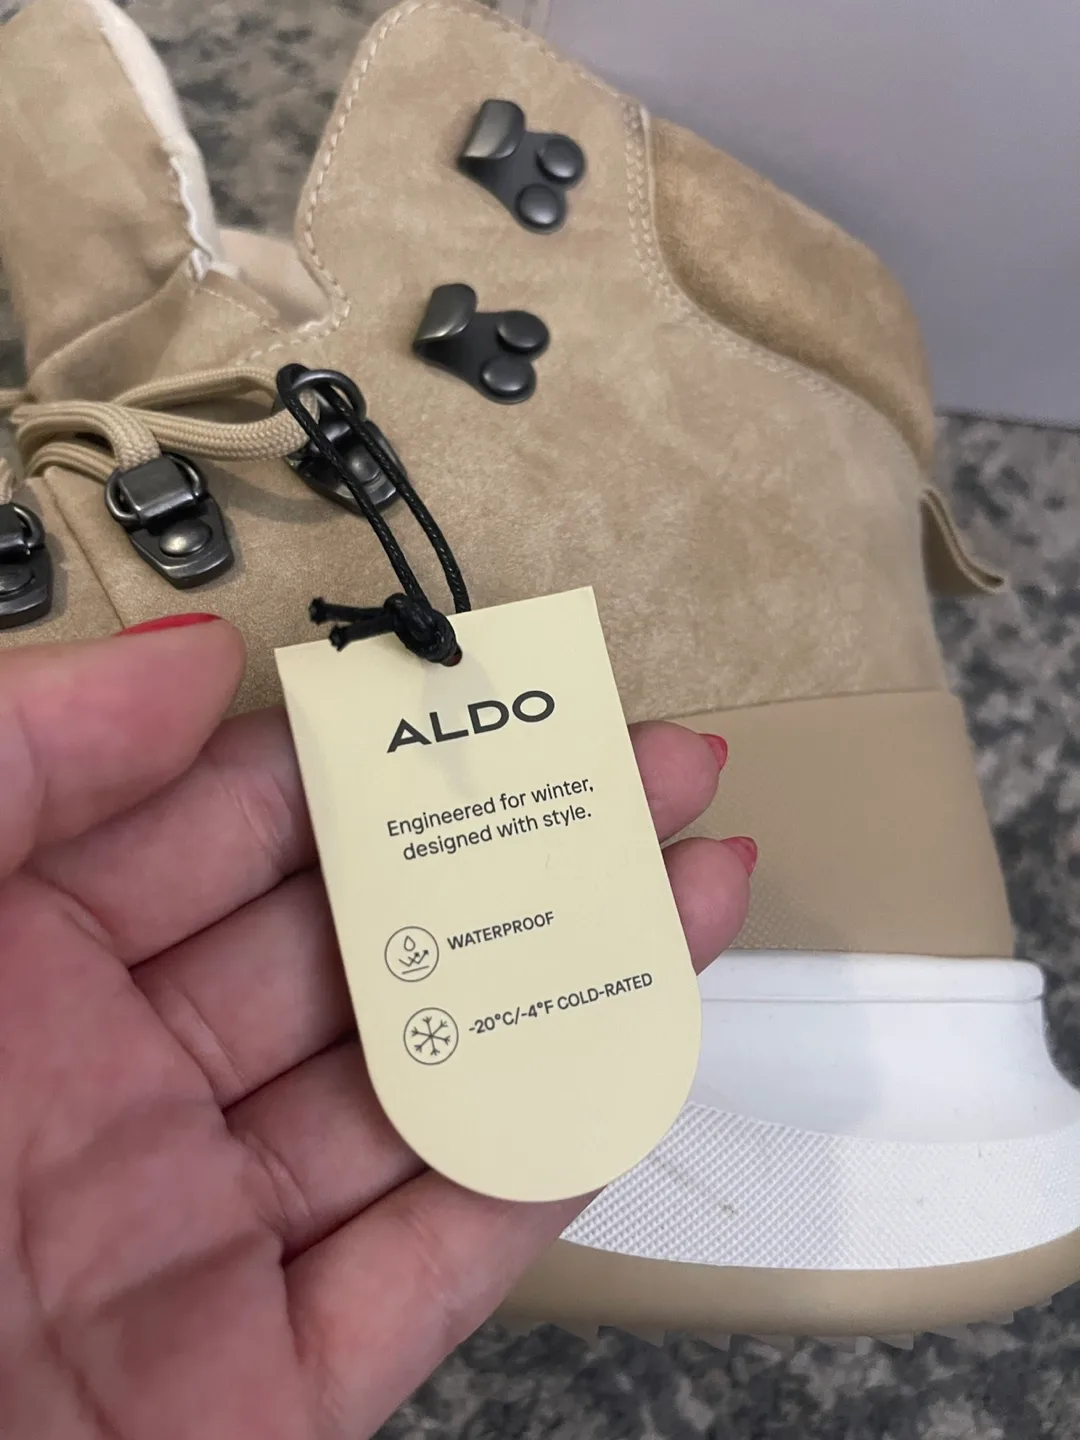 ALDO
Engineered for winter,
designed with style.
WATERPROOF
-20°C/-4°F COLD-RATED